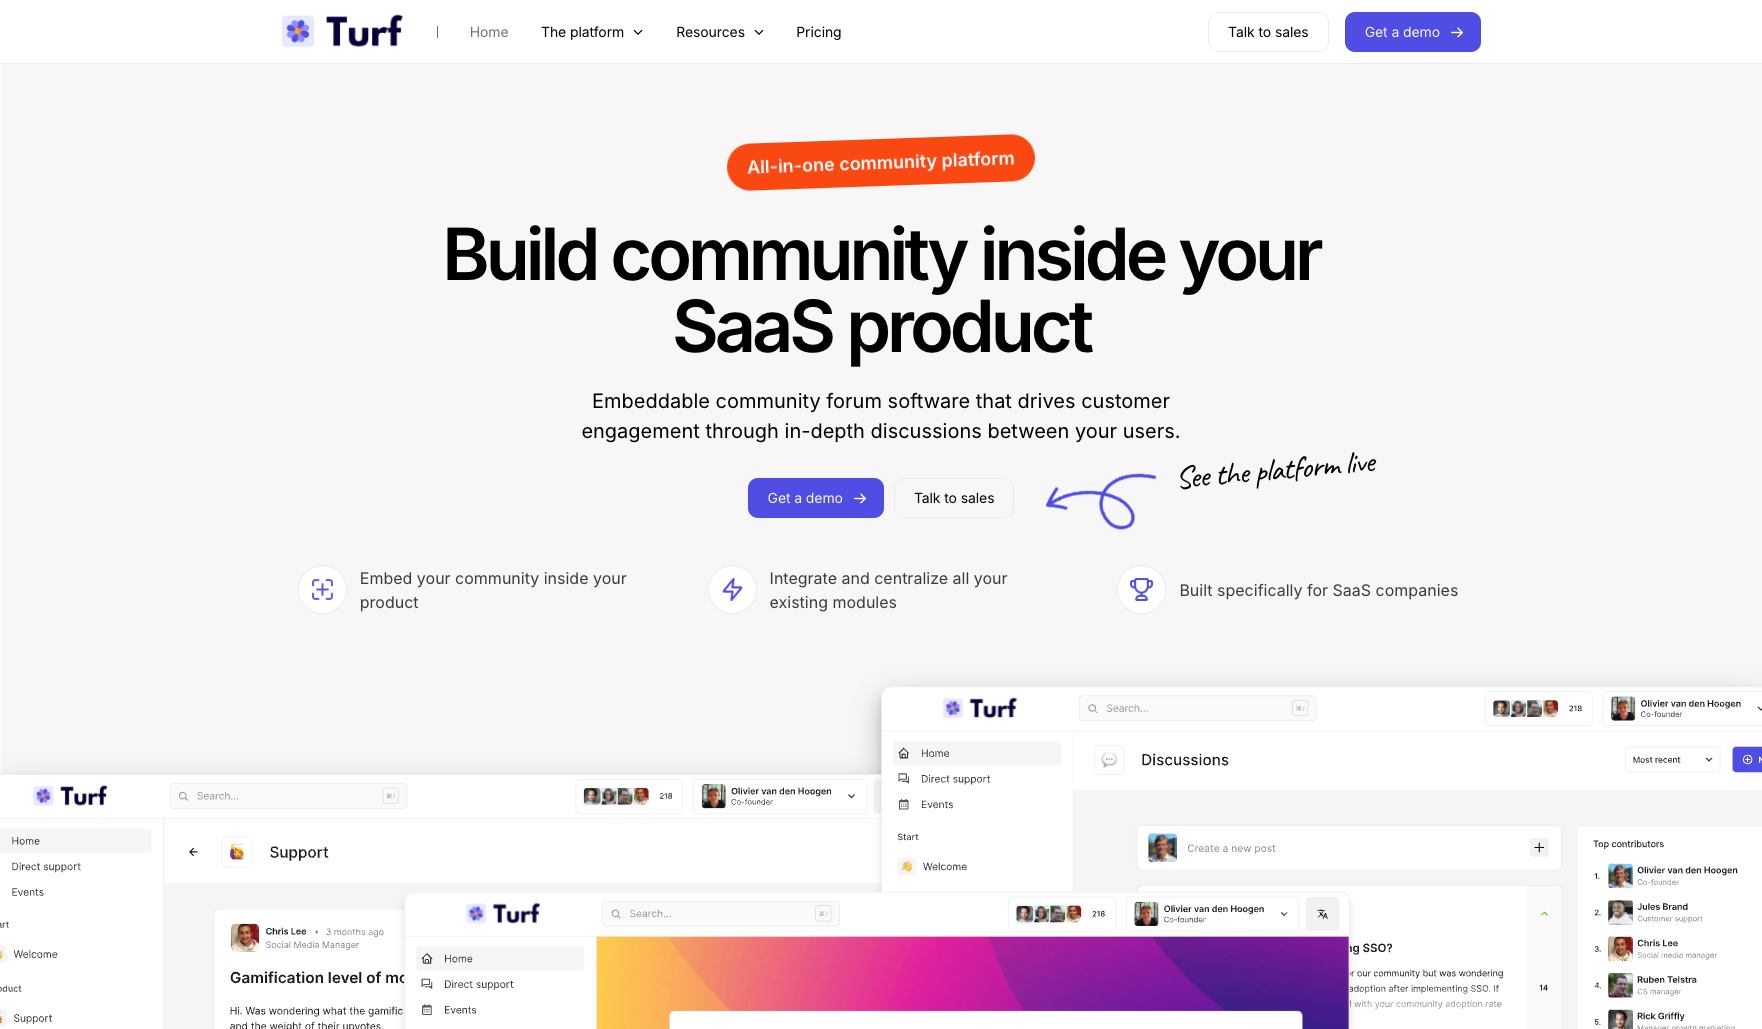 Turf
Home
The platform
Resources
Pricing
Talk to sales
Get a demo
All-in-one community platform
Build community inside your
SaaS product
Embeddable community forum software that drives customer
engagement through in-depth discussions between your users.
Get a demo
Talk to sales
See the platform live
Embed your community inside your
product
Integrate and centralize all your
existing modules
Built specifically for SaaS companies
Turf
Search...
⌘/
218
Olivier van den Hoogen
Co-founder
Home
Direct support
Events
Start
Welcome
Discussions
Most recent
Create a new post
Top contributors
1.
Olivier van den Hoogen
Co-founder
2.
Jules Brand
Customer support
3.
Chris Lee
Social media manager
4.
Ruben Telstra
CS manager
5.
Rick Griffly
Manager growth marketing
ng SSO?
or our community but was wondering
adoption after implementing SSO. If
with your community adoption rate
14
Turf
Search...
⌘/
218
Olivier van den Hoogen
Co-founder
Home
Direct support
Events
art
Welcome
oduct
Support
Support
Chris Lee • 3 months ago
Social Media Manager
Gamification level of mo
Hi. Was wondering what the gamific
and the weight of their upvotes.
Turf
Search...
⌘/
216
Olivier van den Hoogen
Co-founder
Home
Direct support
Events